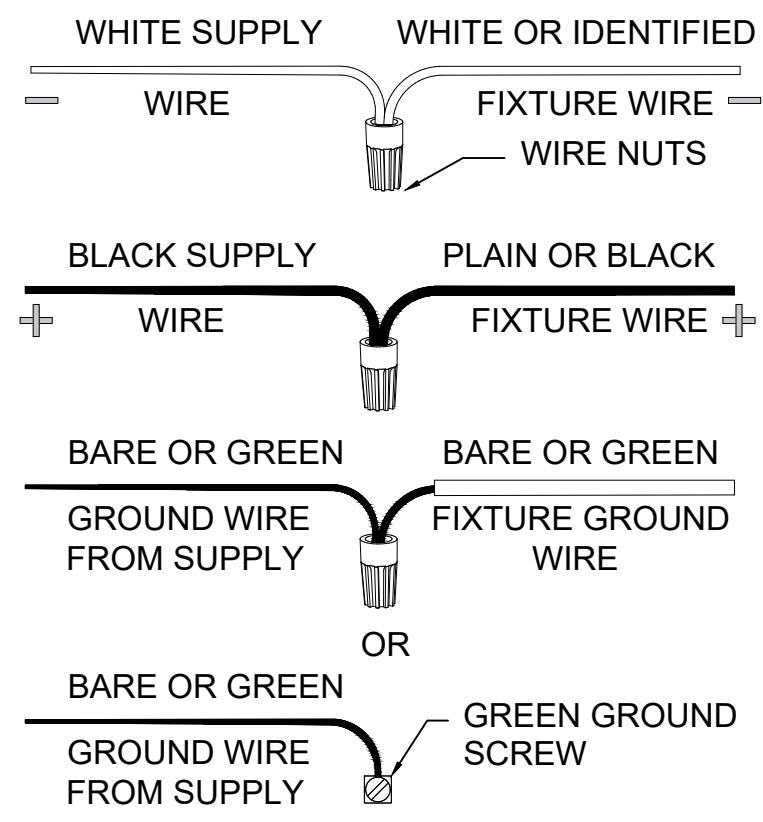 WHITE SUPPLY
WIRE
WHITE OR IDENTIFIED
FIXTURE WIRE
WIRE NUTS
BLACK SUPPLY
WIRE
PLAIN OR BLACK
FIXTURE WIRE
BARE OR GREEN
GROUND WIRE
FROM SUPPLY
BARE OR GREEN
FIXTURE GROUND
WIRE
OR
BARE OR GREEN
GROUND WIRE
FROM SUPPLY
GREEN GROUND
SCREW